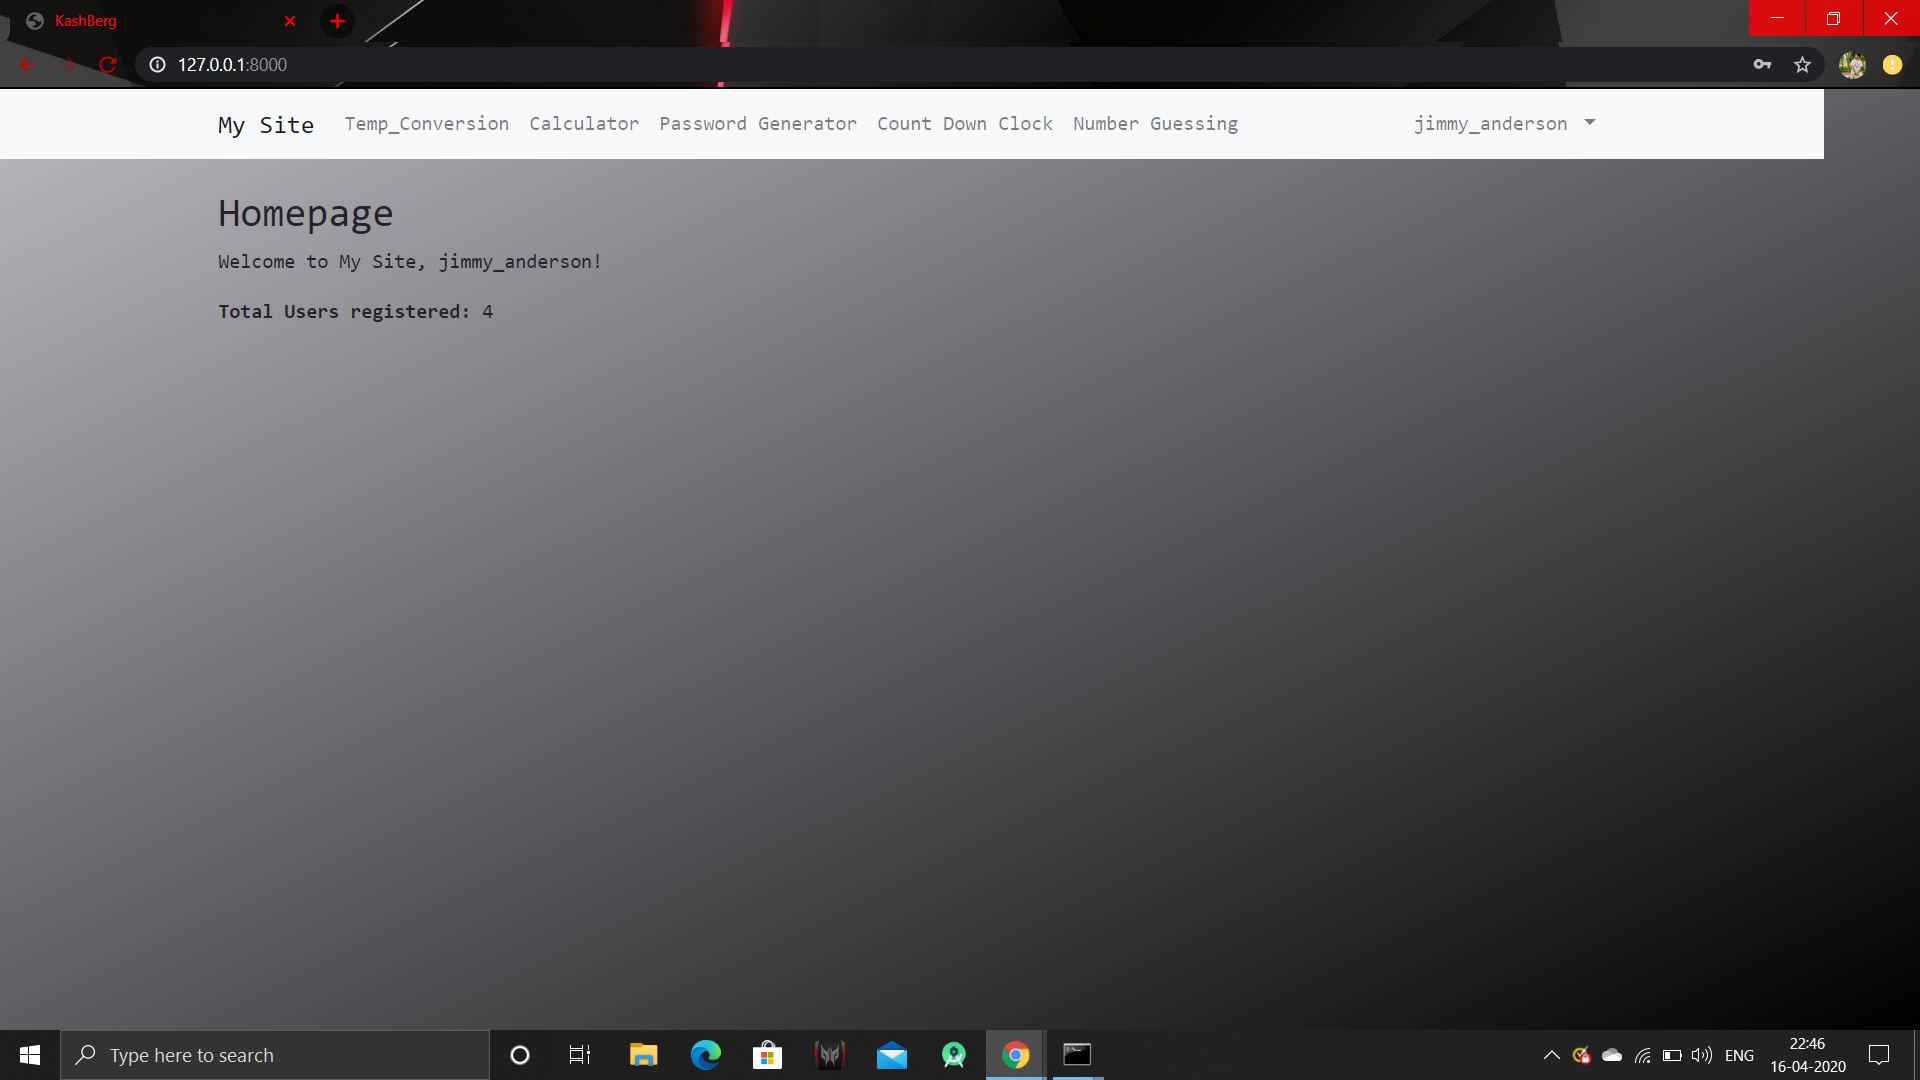 KashBerg
127.0.0.1:8000
My Site Temp_Conversion Calculator Password Generator Count Down Clock Number Guessing jimmy_anderson
Homepage
Welcome to My Site, jimmy_anderson!
Total Users registered: 4
Type here to search
ENG
22:46
16-04-2020